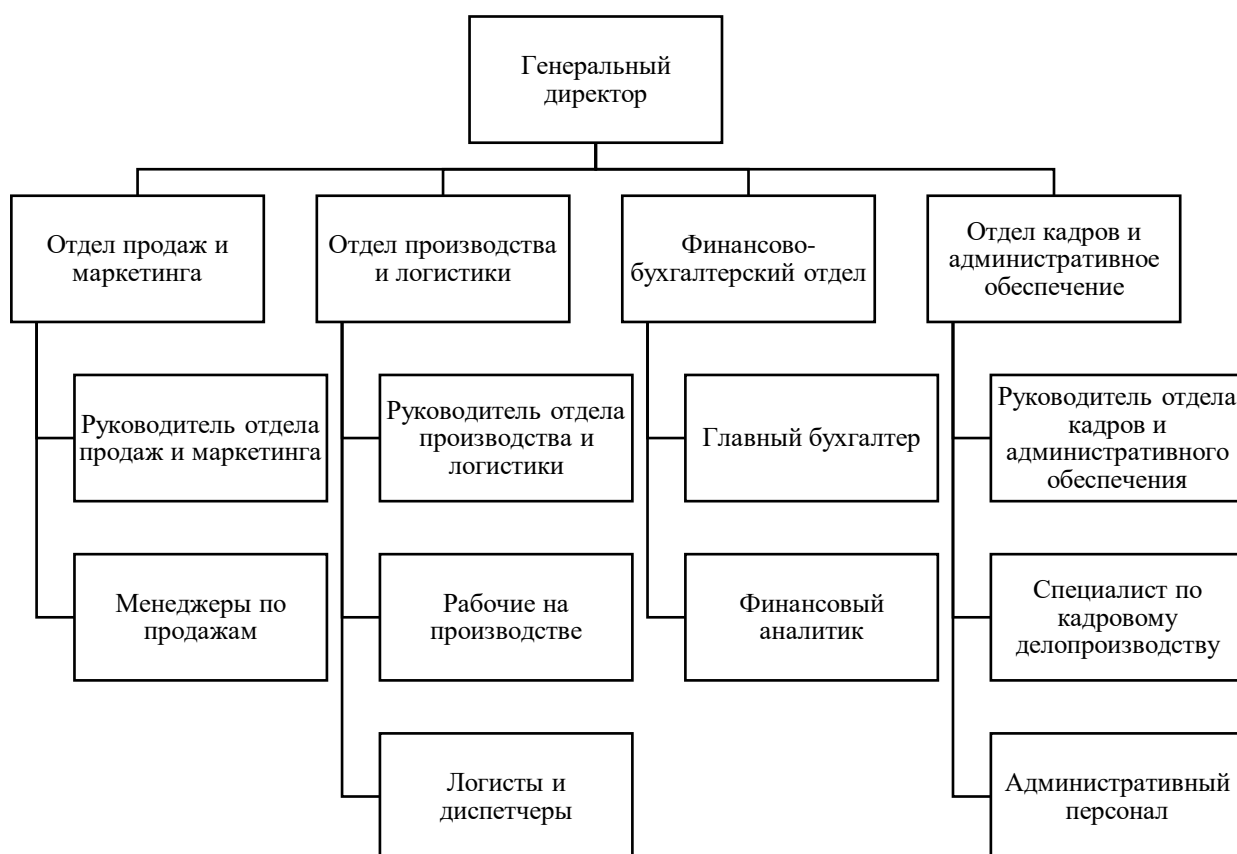 Генеральный
директор
Отдел продаж и
маркетинга
Отдел производства
и логистики
Финансово-
бухгалтерский отдел
Отдел кадров и
административное
обеспечение
Руководитель отдела
продаж и маркетинга
Руководитель отдела
производства и
логистики
Главный бухгалтер
Руководитель отдела
кадров и
административного
обеспечения
Менеджеры по
продажам
Рабочие на
производстве
Финансовый
аналитик
Специалист по
кадровому
делопроизводству
Логисты и
диспетчеры
Административный
персонал